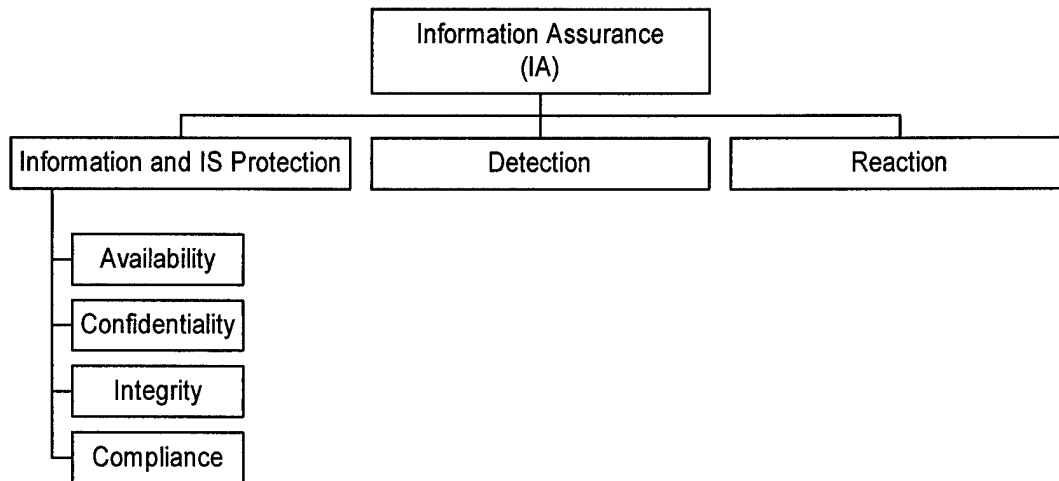 Information Assurance
(IA)
Information and IS Protection
Detection
Reaction
Availability
Confidentiality
Integrity
Compliance